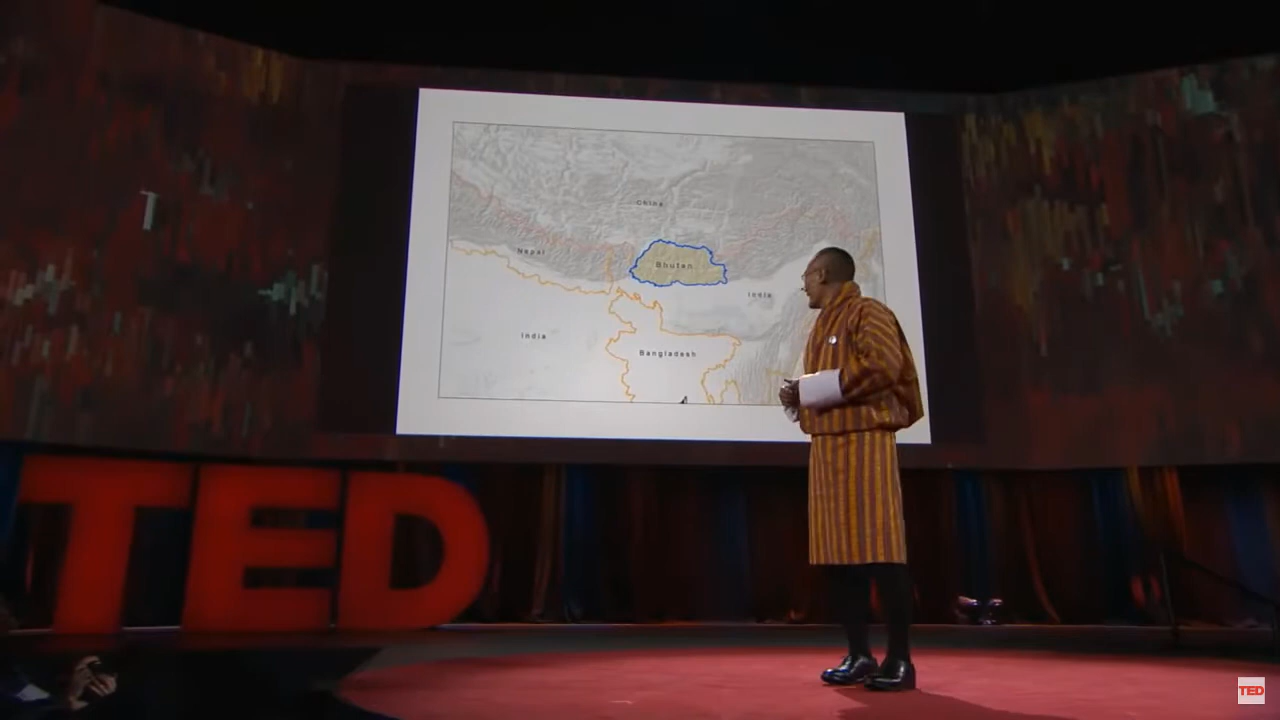 China
Nepal
Bhutan
India
India
Bangladesh
TED
TED